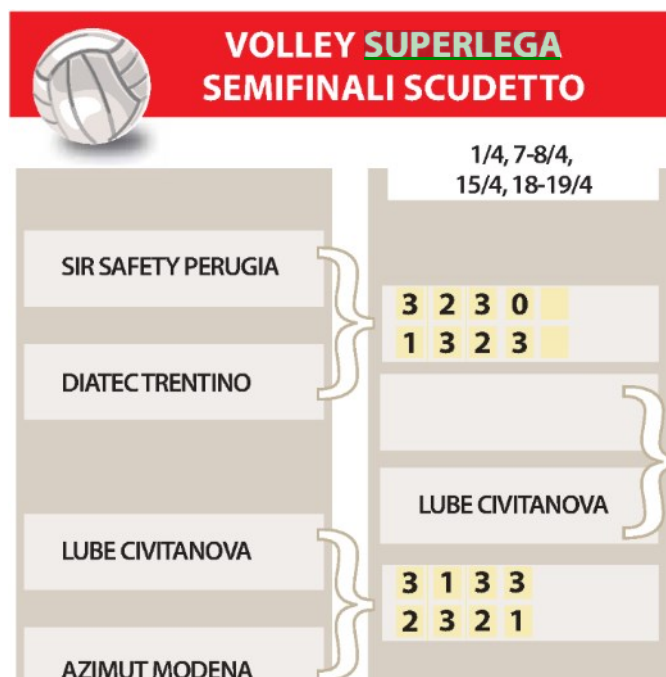 VOLLEY SUPERLEGA
SEMIFINALI SCUDETTO
1/4, 7-8/4,
15/4, 18-19/4
SIR SAFETY PERUGIA
3 2 3 0
1 3 2 3
DIATEC TRENTINO
LUBE CIVITANOVA
LUBE CIVITANOVA
3 1 3 3
2 3 2 1
AZIMUT MODENA